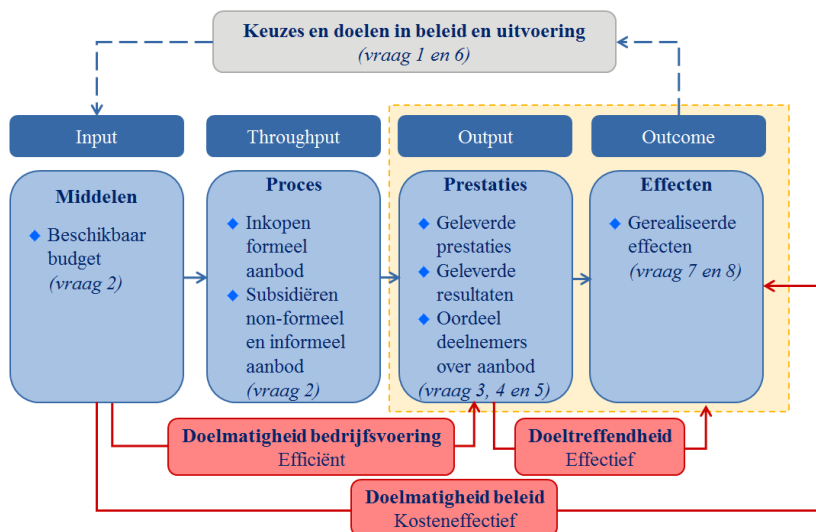 Keuzes en doelen in beleid en uitvoering
(vraag 1 en 6)
Input
Throughput
Output
Outcome
Middelen
Beschikbaar
budget
(vraag 2)
Proces
Inkopen
formeel
aanbod
Subsidiëren
non-formeel
en informeel
aanbod
(vraag 2)
Prestaties
Geleverde
prestaties
Geleverde
resultaten
Oordeel
deelnemers
over aanbod
(vraag 3, 4 en 5)
Effecten
Gerealiseerde
effecten
(vraag 7 en 8)
Doelmatigheid bedrijfsvoering
Efficiënt
Doeltreffendheid
Effectief
Doelmatigheid beleid
Kosteneffectief